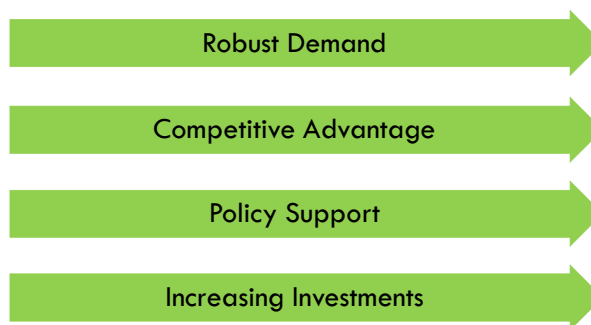 Robust Demand
Competitive Advantage
Policy Support
Increasing Investments